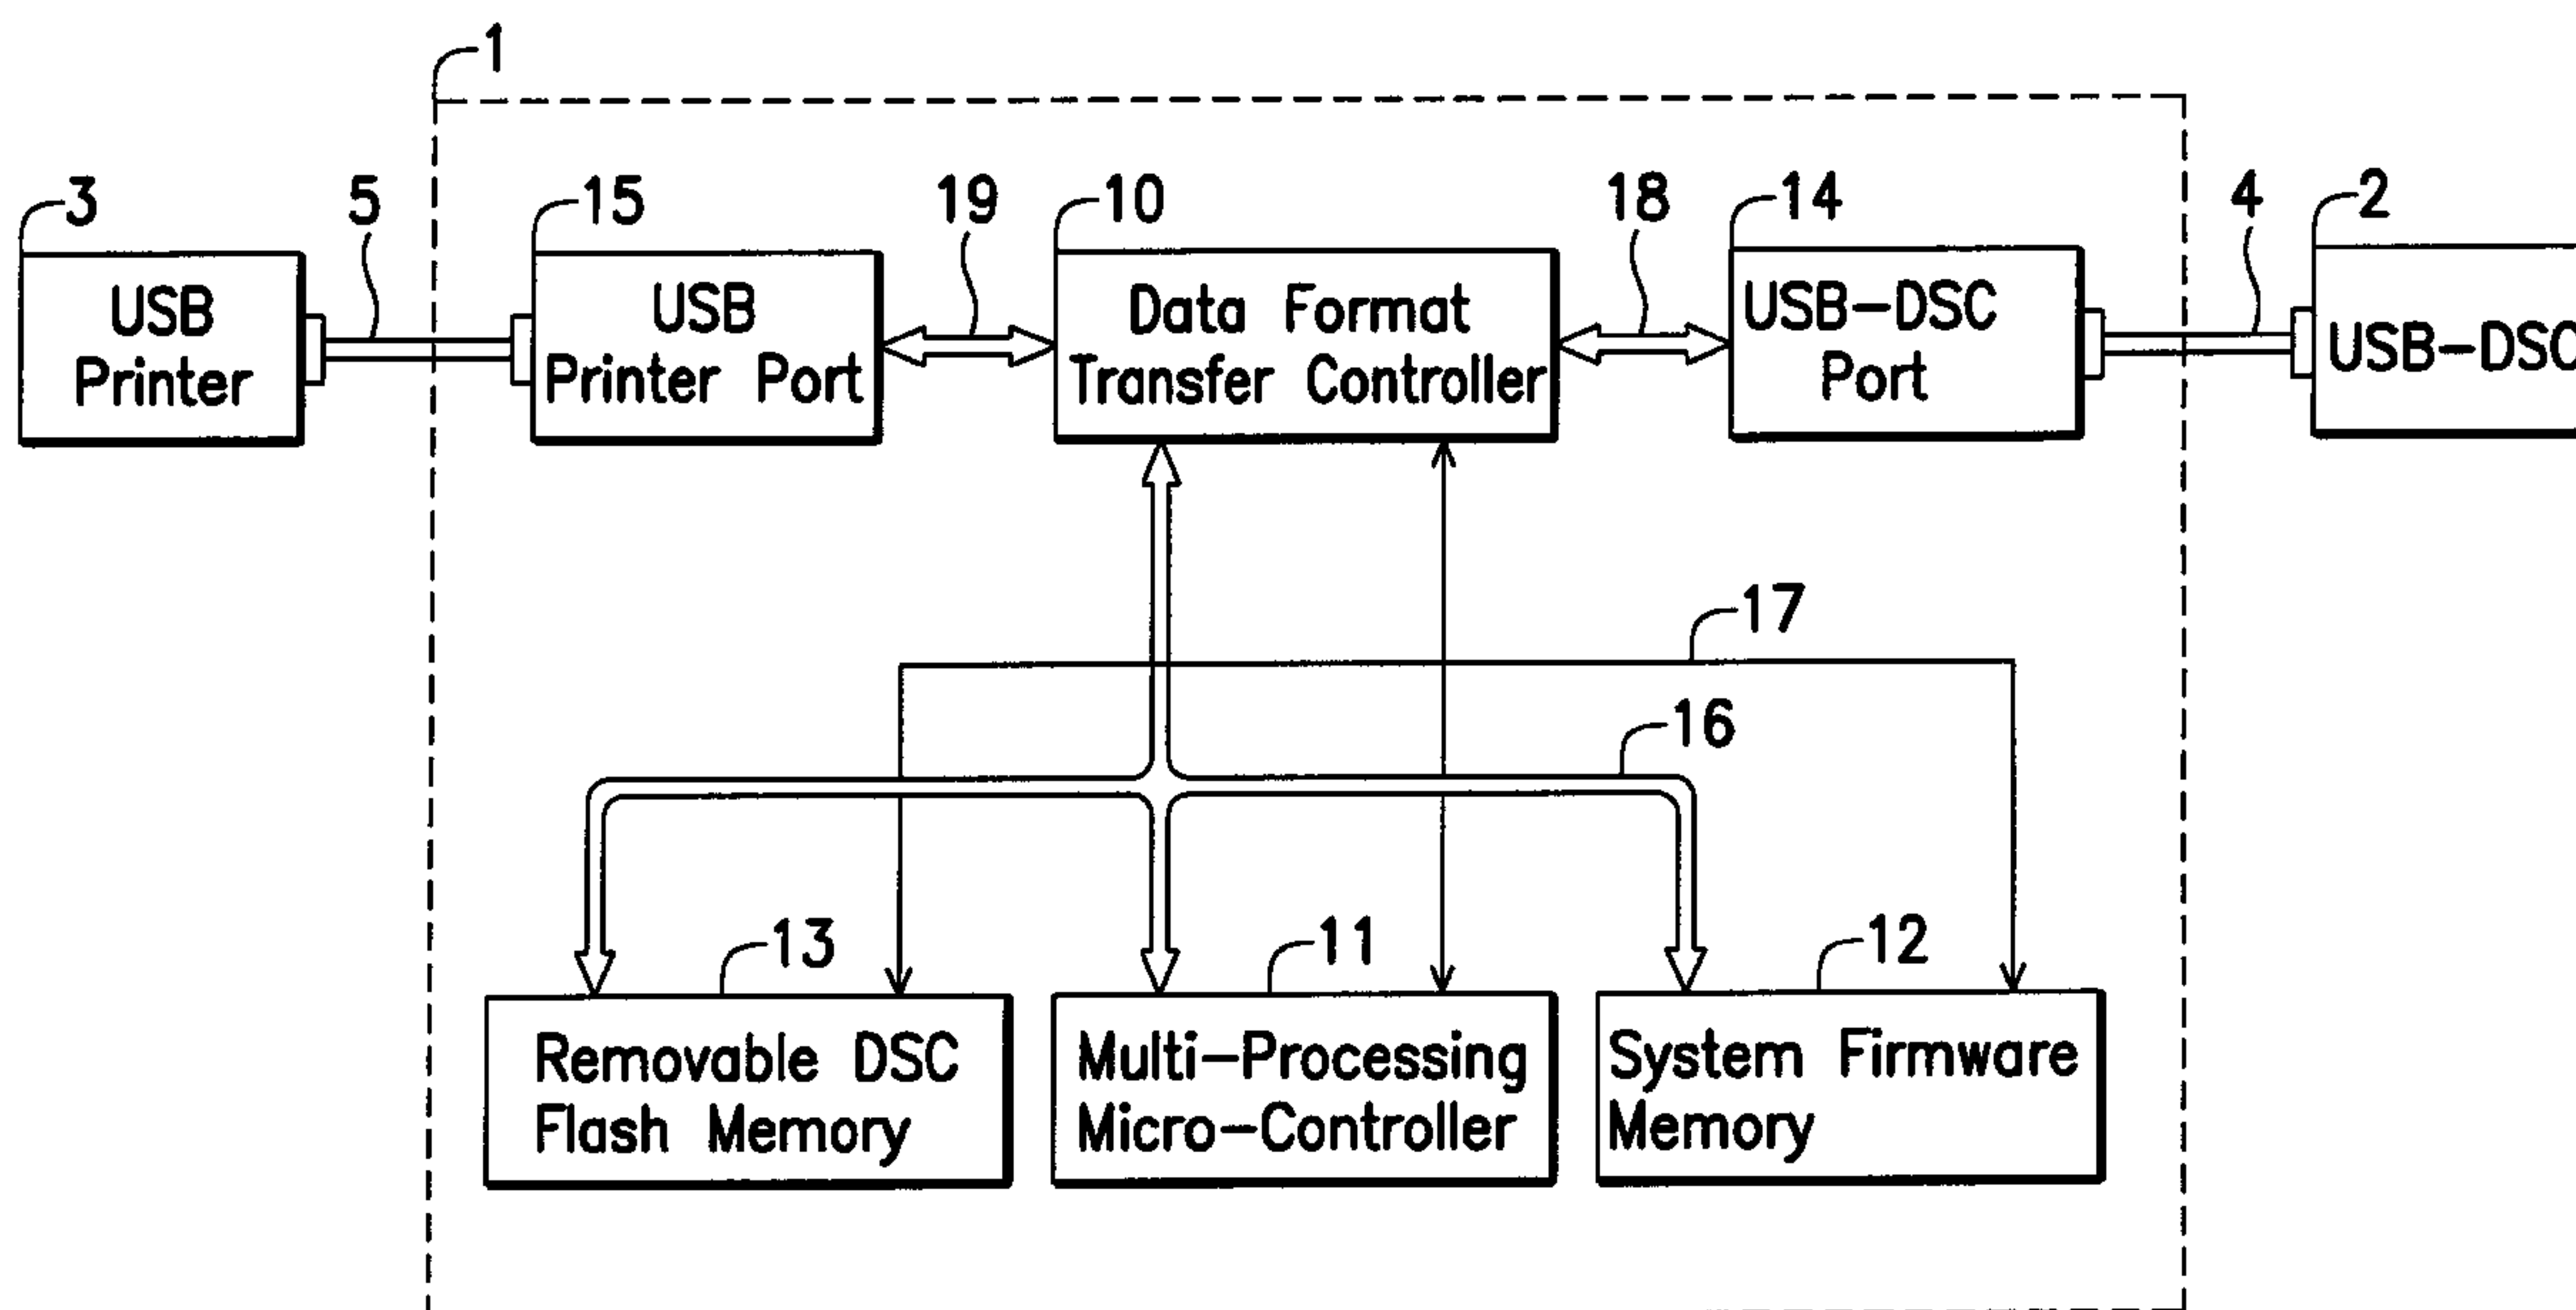 1
3
5
15
19
10
18
14
4
2
USB
Printer
USB
Printer Port
Data Format
Transfer Controller
USB-DSC
Port
USB-DSC
17
16
13
11
12
Removable DSC
Flash Memory
Multi-Processing
Micro-Controller
System Firmware
Memory